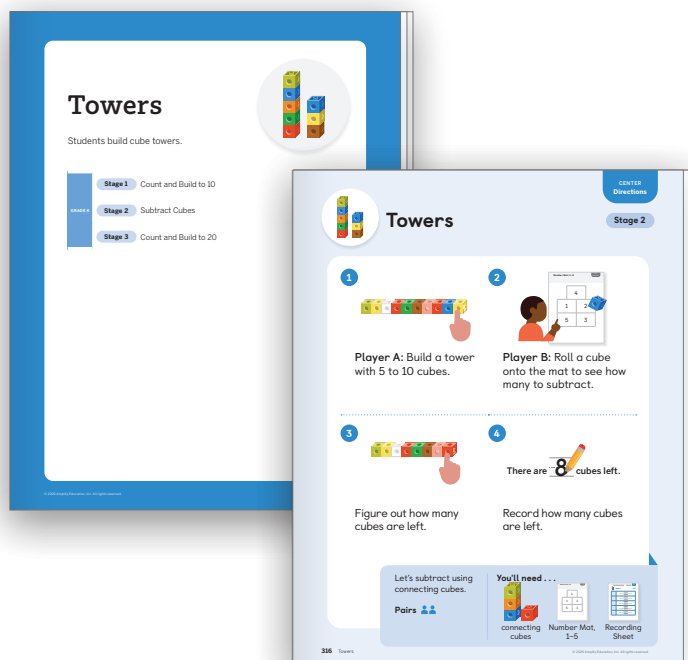 Towers
Students build cube towers.
GRADE K
Stage 1 Count and Build to 10
Stage 2 Subtract Cubes
Stage 3 Count and Build to 20
CENTER
Directions
Towers
Stage 2
1
2
4
1 2
5 3
Player A: Build a tower
with 5 to 10 cubes.
Player B: Roll a cube
onto the mat to see how
many to subtract.
3
4
There are 8 cubes left.
Figure out how many
cubes are left.
Record how many cubes
are left.
Let's subtract using
connecting cubes.
Pairs
You'll need . . .
connecting
cubes
Number Mat,
1–5
Recording
Sheet
316 Towers